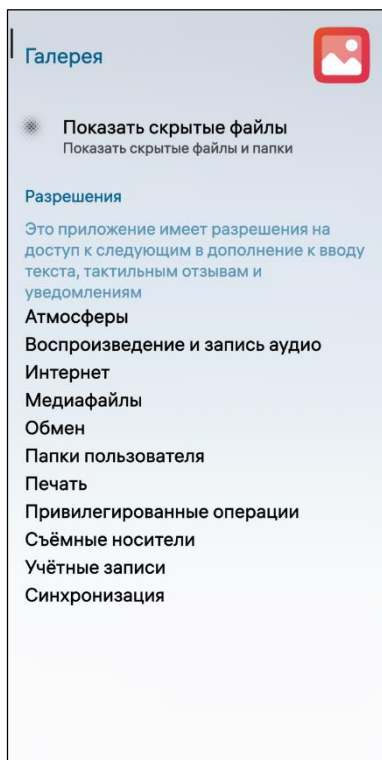 Галерея
Показать скрытые файлы
Показать скрытые файлы и папки
Разрешения
Это приложение имеет разрешения на
доступ к следующим в дополнение к вводу
текста, тактильным отзывам и
уведомлениям
Атмосферы
Воспроизведение и запись аудио
Интернет
Медиафайлы
Обмен
Папки пользователя
Печать
Привилегированные операции
Съёмные носители
Учётные записи
Синхронизация